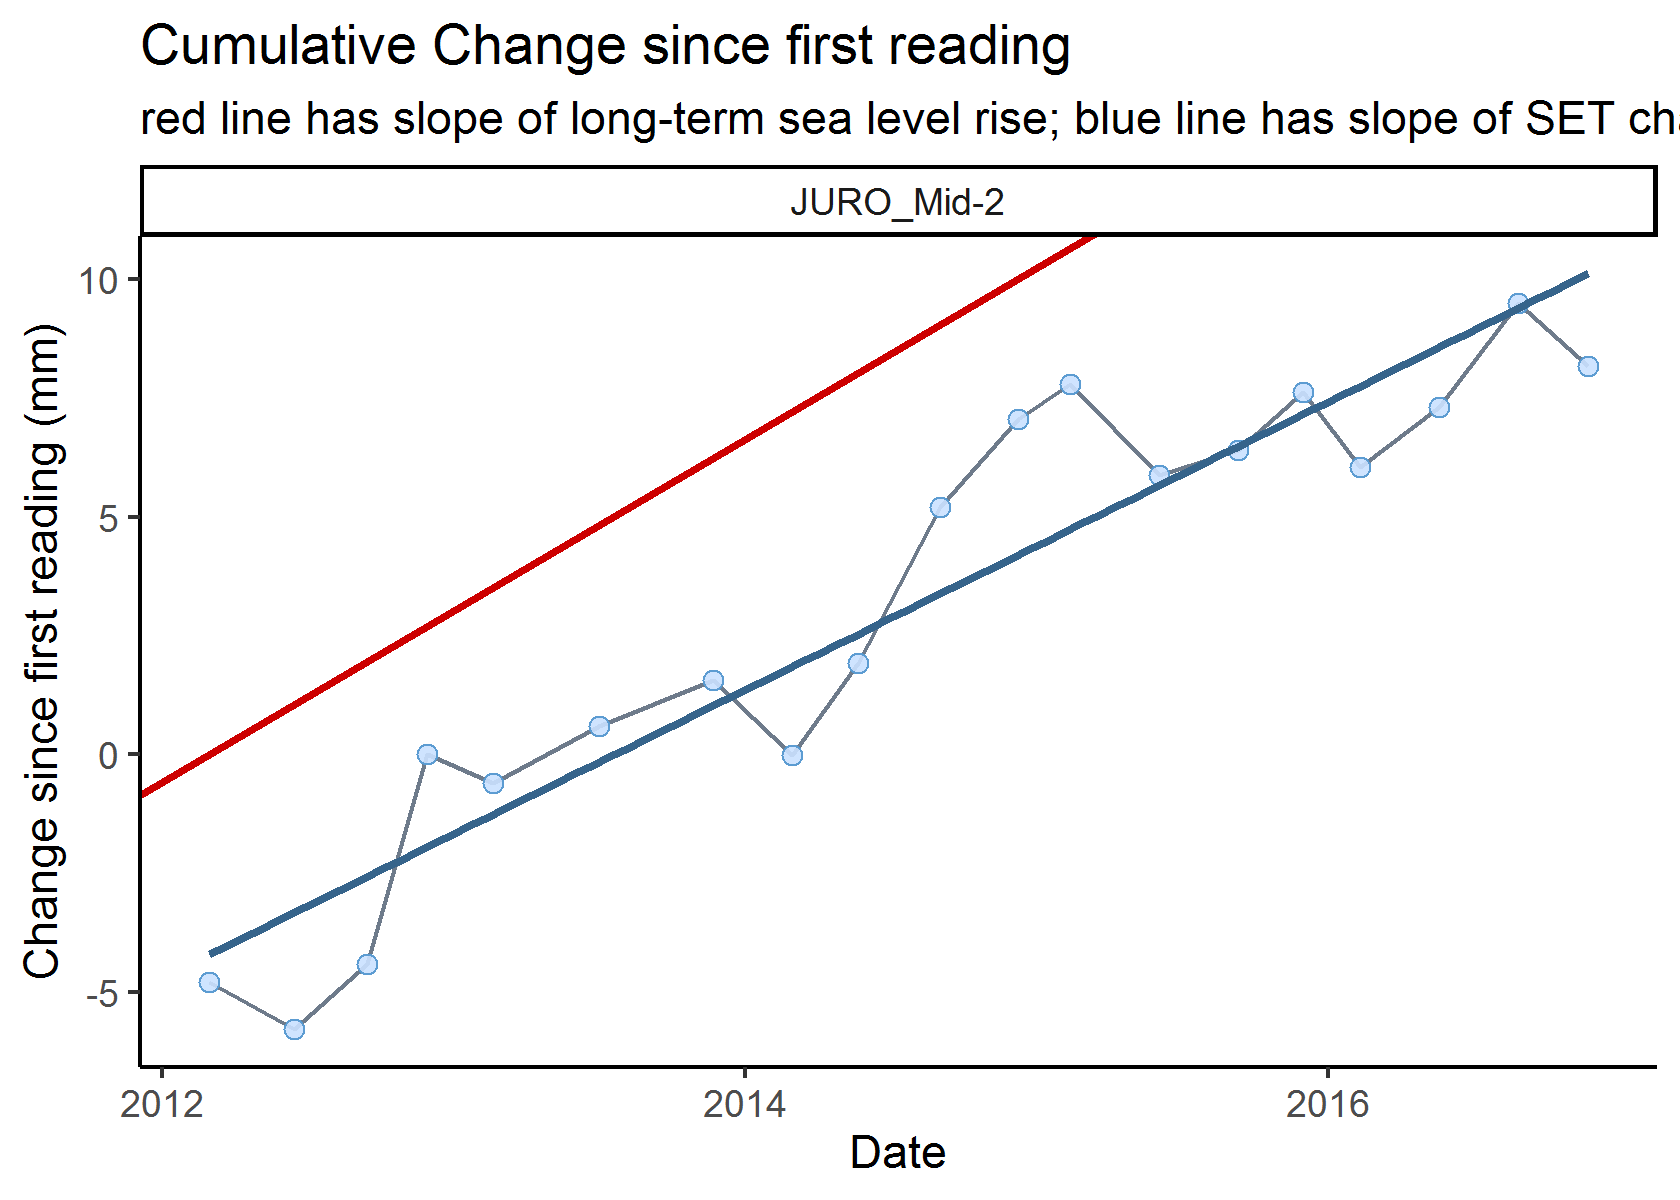 Cumulative Change since first reading
red line has slope of long-term sea level rise; blue line has slope of SET cha
JURO_Mid-2
Change since first reading (mm)
10
5
0
-5
2012
2014
2016
Date